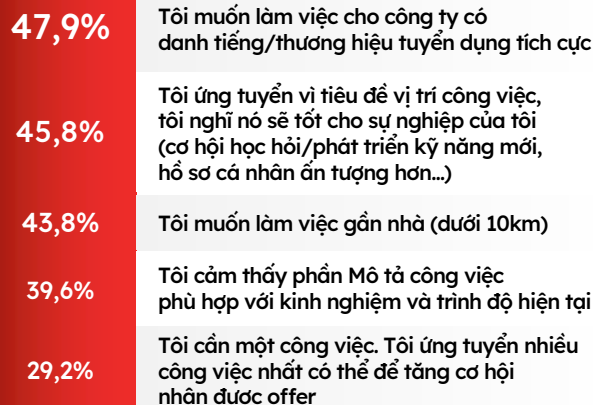 47,9%
Tôi muốn làm việc cho công ty có
danh tiếng/thương hiệu tuyển dụng tích cực
45,8%
Tôi ứng tuyển vì tiêu đề vị trí công việc,
tôi nghĩ nó sẽ tốt cho sự nghiệp của tôi
(cơ hội học hỏi/phát triển kỹ năng mới,
hồ sơ cá nhân ấn tượng hơn...)
43,8%
Tôi muốn làm việc gần nhà (dưới 10km)
39,6%
Tôi cảm thấy phần Mô tả công việc
phù hợp với kinh nghiệm và trình độ hiện tại
29,2%
Tôi cần một công việc. Tôi ứng tuyển nhiều
công việc nhất có thể để tăng cơ hội
nhận được offer